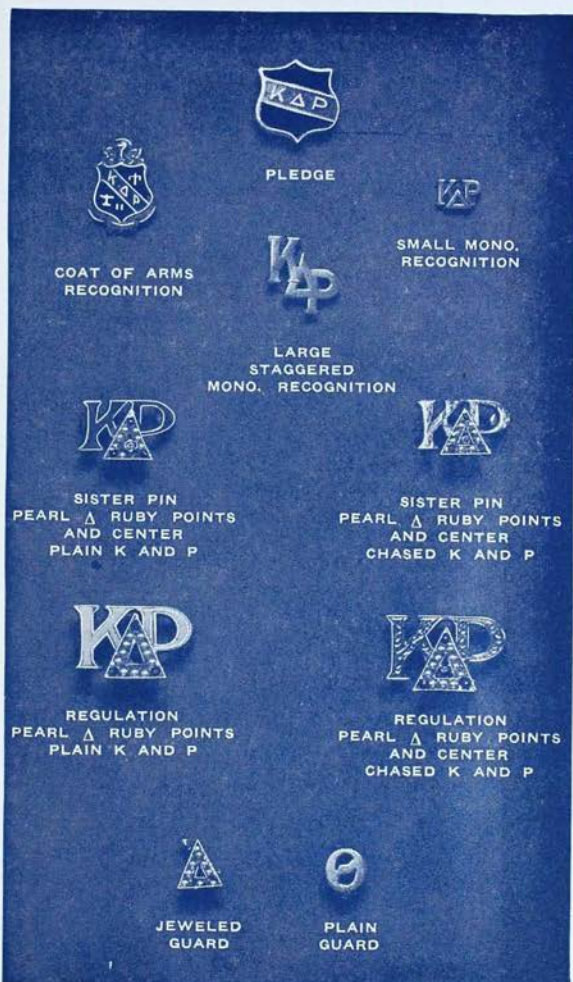 ΚΔΡ
PLEDGE
COAT OF ARMS
RECOGNITION
ΚΔΡ
SMALL MONO.
RECOGNITION
ΚΔΡ
LARGE
STAGGERED
MONO. RECOGNITION
ΚΔΡ
SISTER PIN
PEARL Δ RUBY POINTS
AND CENTER
PLAIN K AND P
ΚΔΡ
SISTER PIN
PEARL Δ RUBY POINTS
AND CENTER
CHASED K AND P
ΚΔΡ
REGULATION
PEARL Δ RUBY POINTS
PLAIN K AND P
ΚΔΡ
REGULATION
PEARL Δ RUBY POINTS
AND CENTER
CHASED K AND P
Δ
JEWELED
GUARD
Θ
PLAIN
GUARD